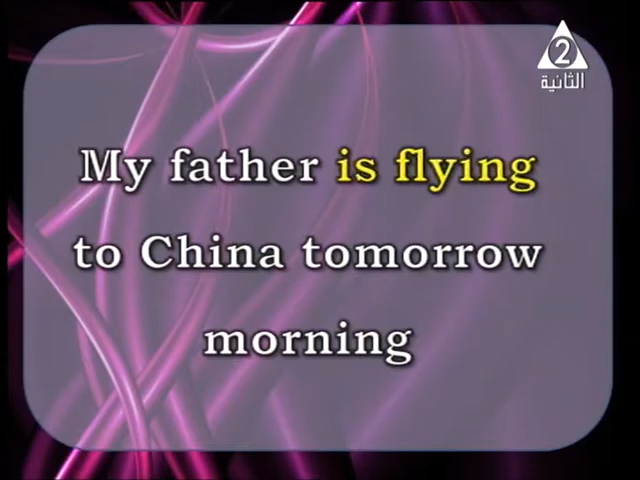 2
الثانية
My father is flying
to China tomorrow
morning